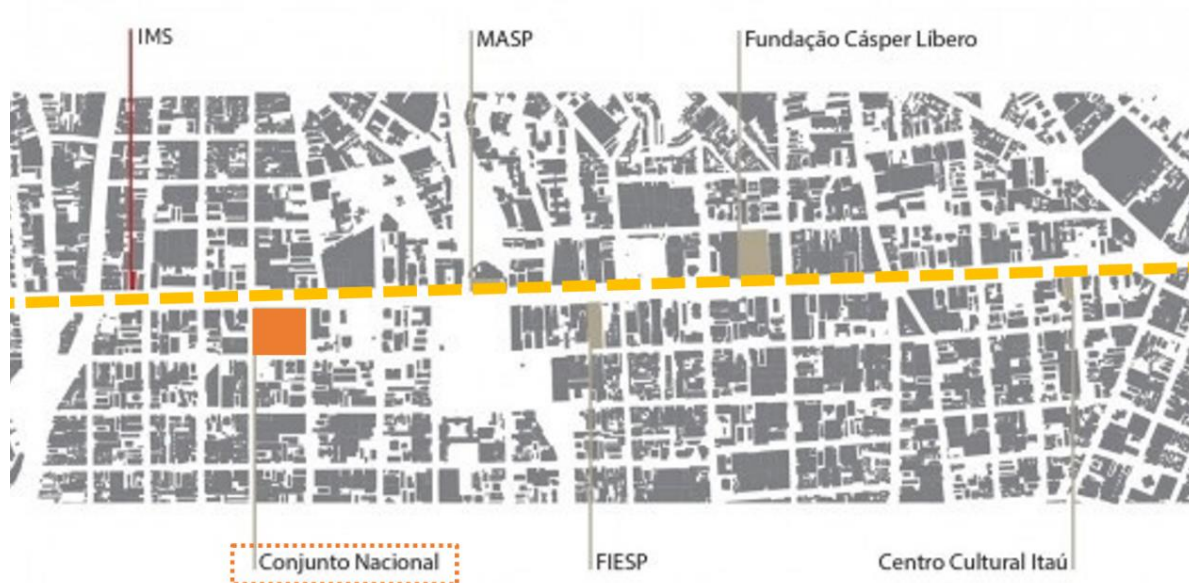 IMS
MASP
Fundação Cásper Líbero
Conjunto Nacional
FIESP
Centro Cultural Itaú